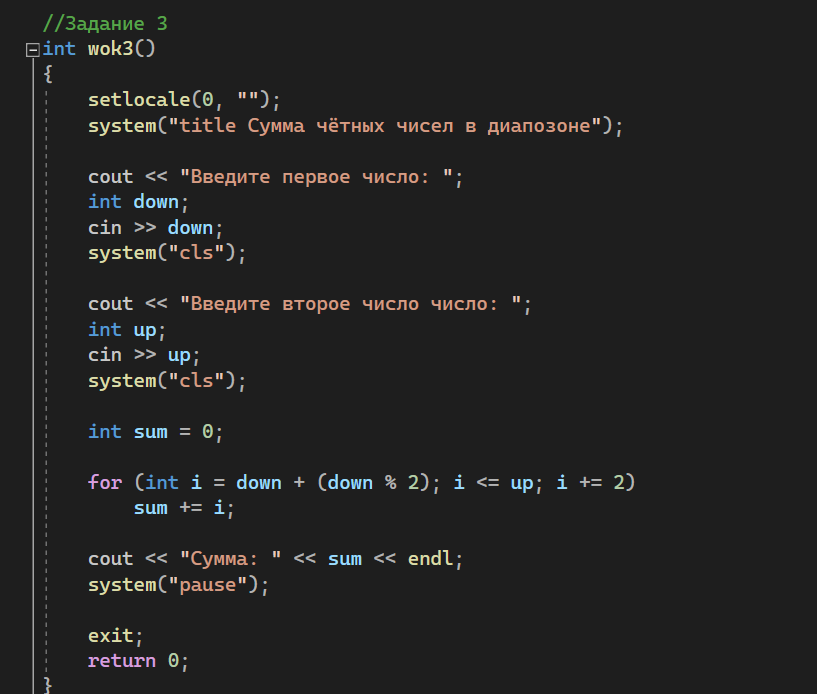 //Задание 3
int wok3()
{
setlocale(0, "");
system("title Сумма чётных чисел в диапозоне");
cout << "Введите первое число: ";
int down;
cin >> down;
system("cls");
cout << "Введите второе число число: ";
int up;
cin >> up;
system("cls");
int sum = 0;
for (int i = down + (down % 2); i <= up; i += 2)
sum += i;
cout << "Сумма: " << sum << endl;
system("pause");
exit;
return 0;
}